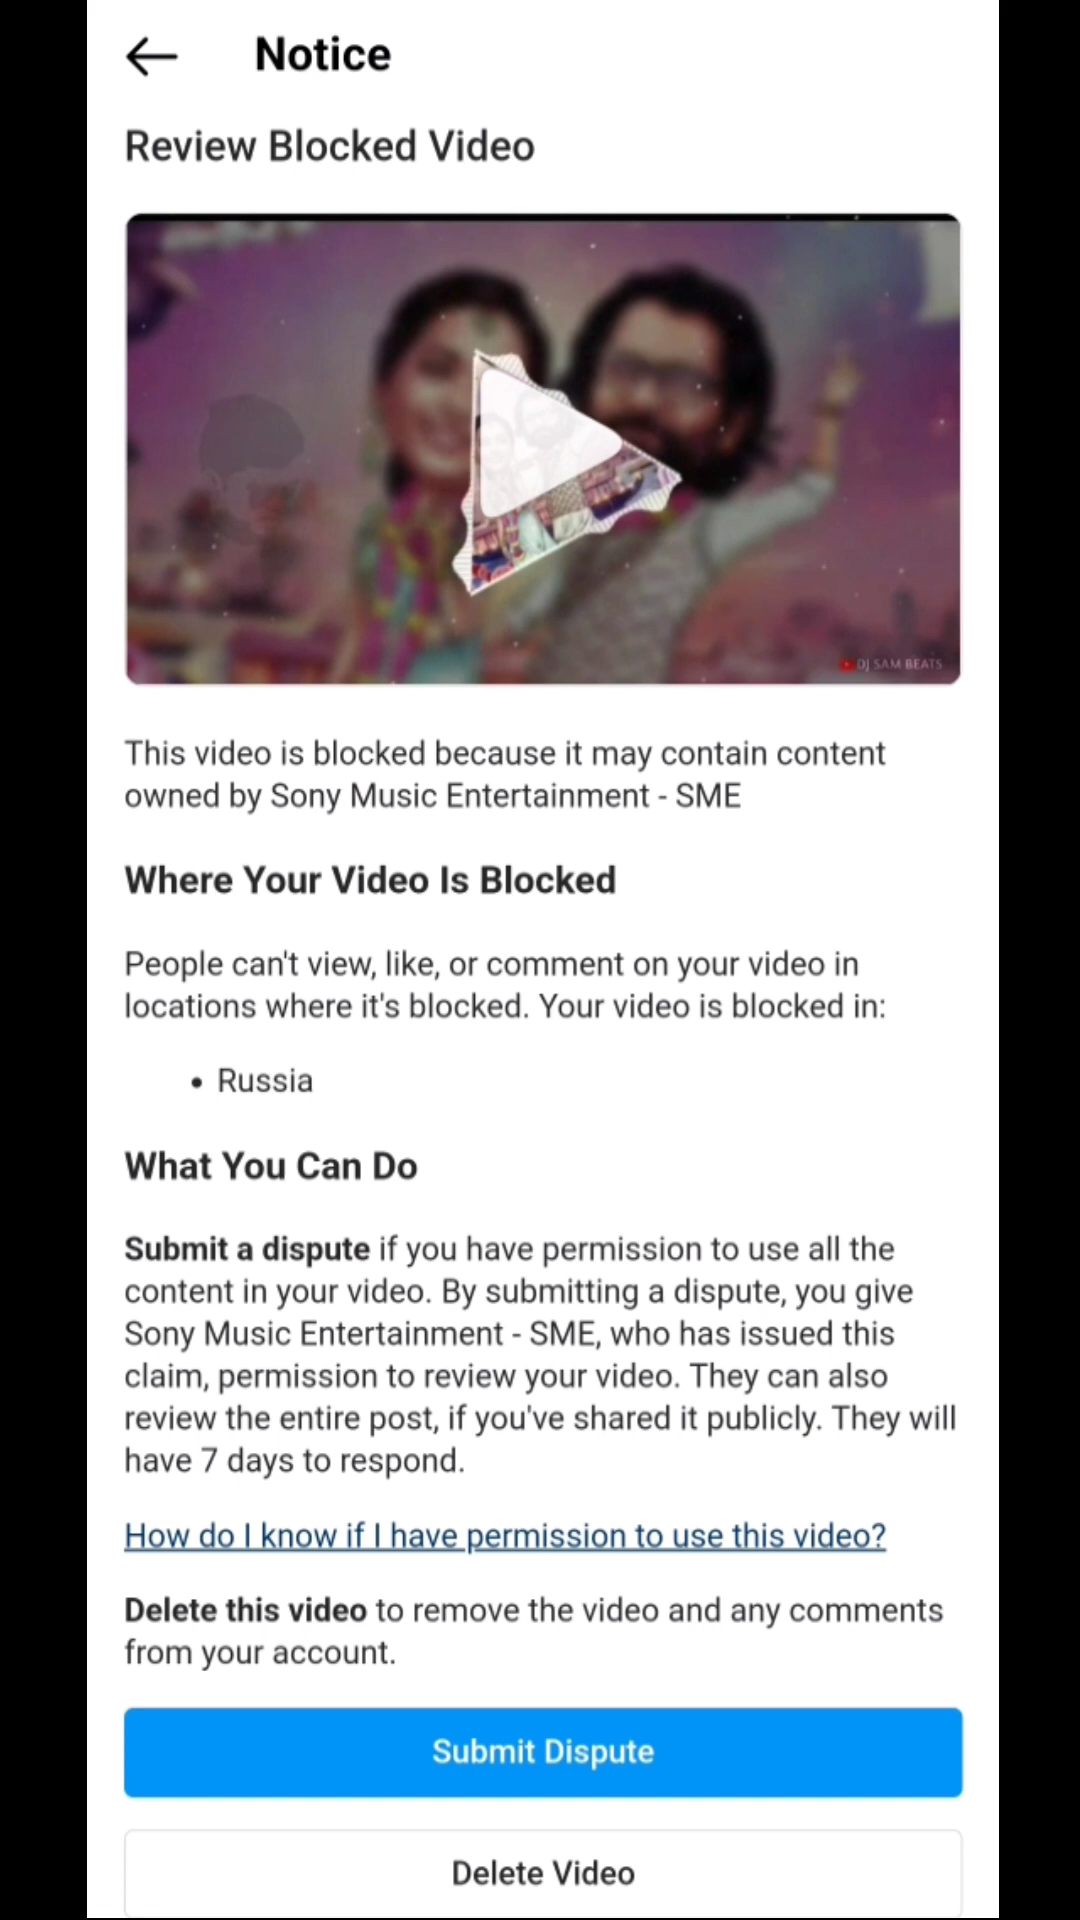 Notice
Review Blocked Video
DJ SAM BEATS
This video is blocked because it may contain content
owned by Sony Music Entertainment - SME
Where Your Video Is Blocked
People can't view, like, or comment on your video in
locations where it's blocked. Your video is blocked in:
• Russia
What You Can Do
Submit a dispute if you have permission to use all the
content in your video. By submitting a dispute, you give
Sony Music Entertainment - SME, who has issued this
claim, permission to review your video. They can also
review the entire post, if you've shared it publicly. They will
have 7 days to respond.
How do I know if I have permission to use this video?
Delete this video to remove the video and any comments
from your account.
Submit Dispute
Delete Video